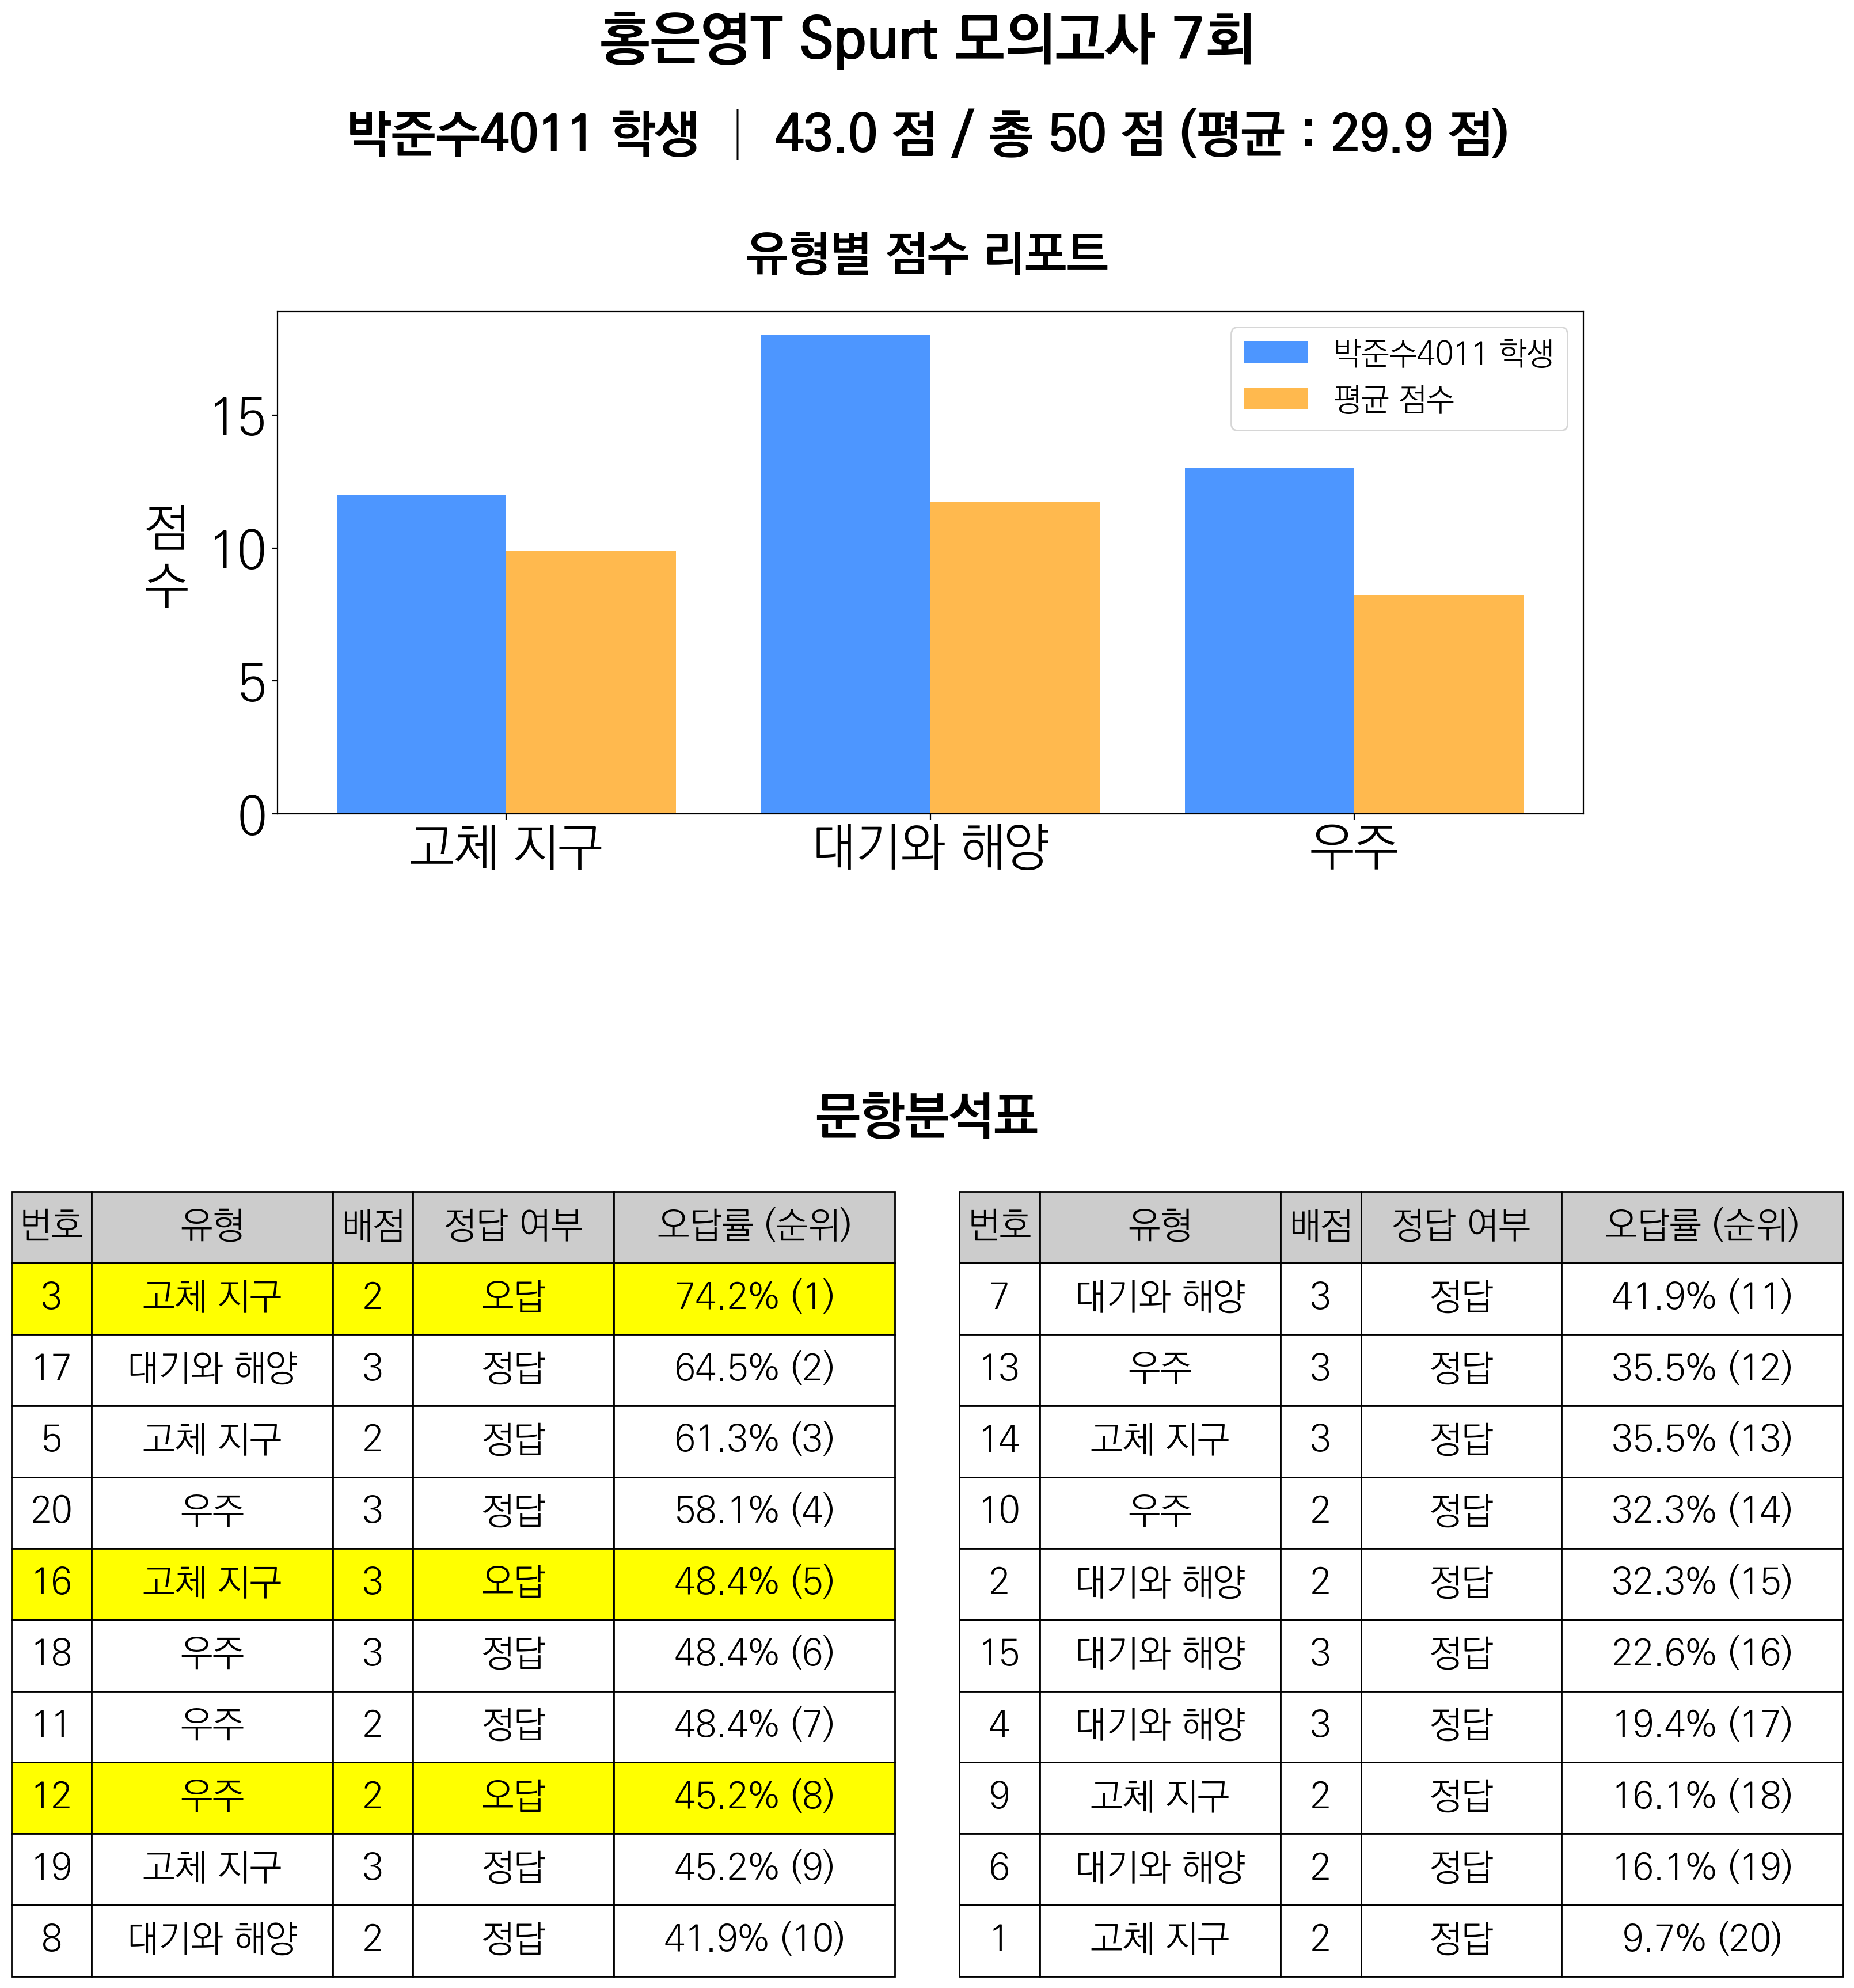 홍은영T Spurt 모의고사 7회
박준수4011 학생 | 43.0 점 / 총 50 점 (평균 : 29.9 점)
유형별 점수 리포트
박준수4011 학생
평균 점수
점
수
15
10
5
0
고체 지구 대기와 해양 우주
문항분석표
번호 유형 배점 정답 여부 오답률 (순위)
3 고체 지구 2 오답 74.2% (1)
17 대기와 해양 3 정답 64.5% (2)
5 고체 지구 2 정답 61.3% (3)
20 우주 3 정답 58.1% (4)
16 고체 지구 3 오답 48.4% (5)
18 우주 3 정답 48.4% (6)
11 우주 2 정답 48.4% (7)
12 우주 2 오답 45.2% (8)
19 고체 지구 3 정답 45.2% (9)
8 대기와 해양 2 정답 41.9% (10)
번호 유형 배점 정답 여부 오답률 (순위)
7 대기와 해양 3 정답 41.9% (11)
13 우주 3 정답 35.5% (12)
14 고체 지구 3 정답 35.5% (13)
10 우주 2 정답 32.3% (14)
2 대기와 해양 2 정답 32.3% (15)
15 대기와 해양 3 정답 22.6% (16)
4 대기와 해양 3 정답 19.4% (17)
9 고체 지구 2 정답 16.1% (18)
6 대기와 해양 2 정답 16.1% (19)
1 고체 지구 2 정답 9.7% (20)